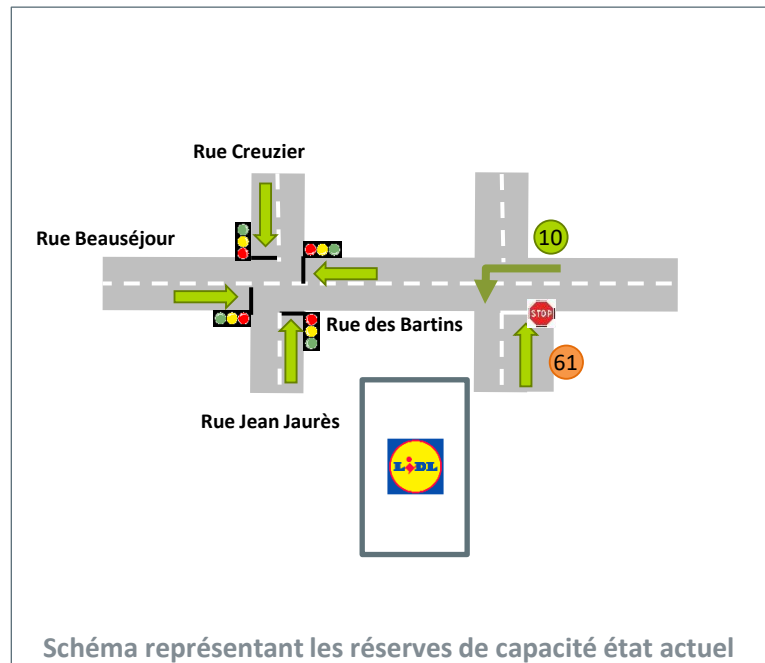 Rue Creuzier
Rue Beauséjour
10
STOP
Rue des Bartins
61
Rue Jean Jaurès
LiDL
Schéma représentant les réserves de capacité état actuel